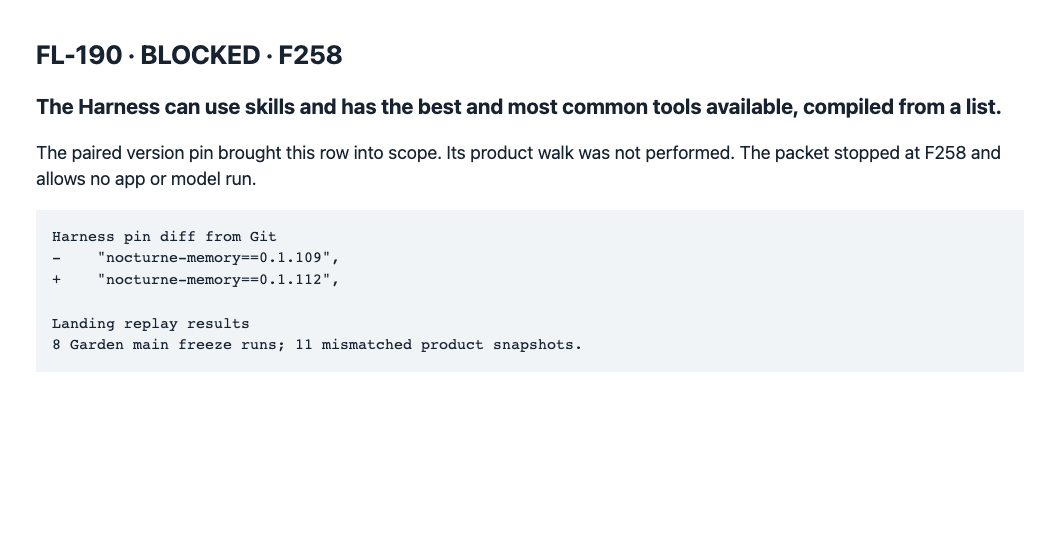 FL-190 · BLOCKED · F258
The Harness can use skills and has the best and most common tools available, compiled from a list.
The paired version pin brought this row into scope. Its product walk was not performed. The packet stopped at F258 and
allows no app or model run.
Harness pin diff from Git
-    "nocturne-memory==0.1.109",
+    "nocturne-memory==0.1.112",
Landing replay results
8 Garden main freeze runs; 11 mismatched product snapshots.